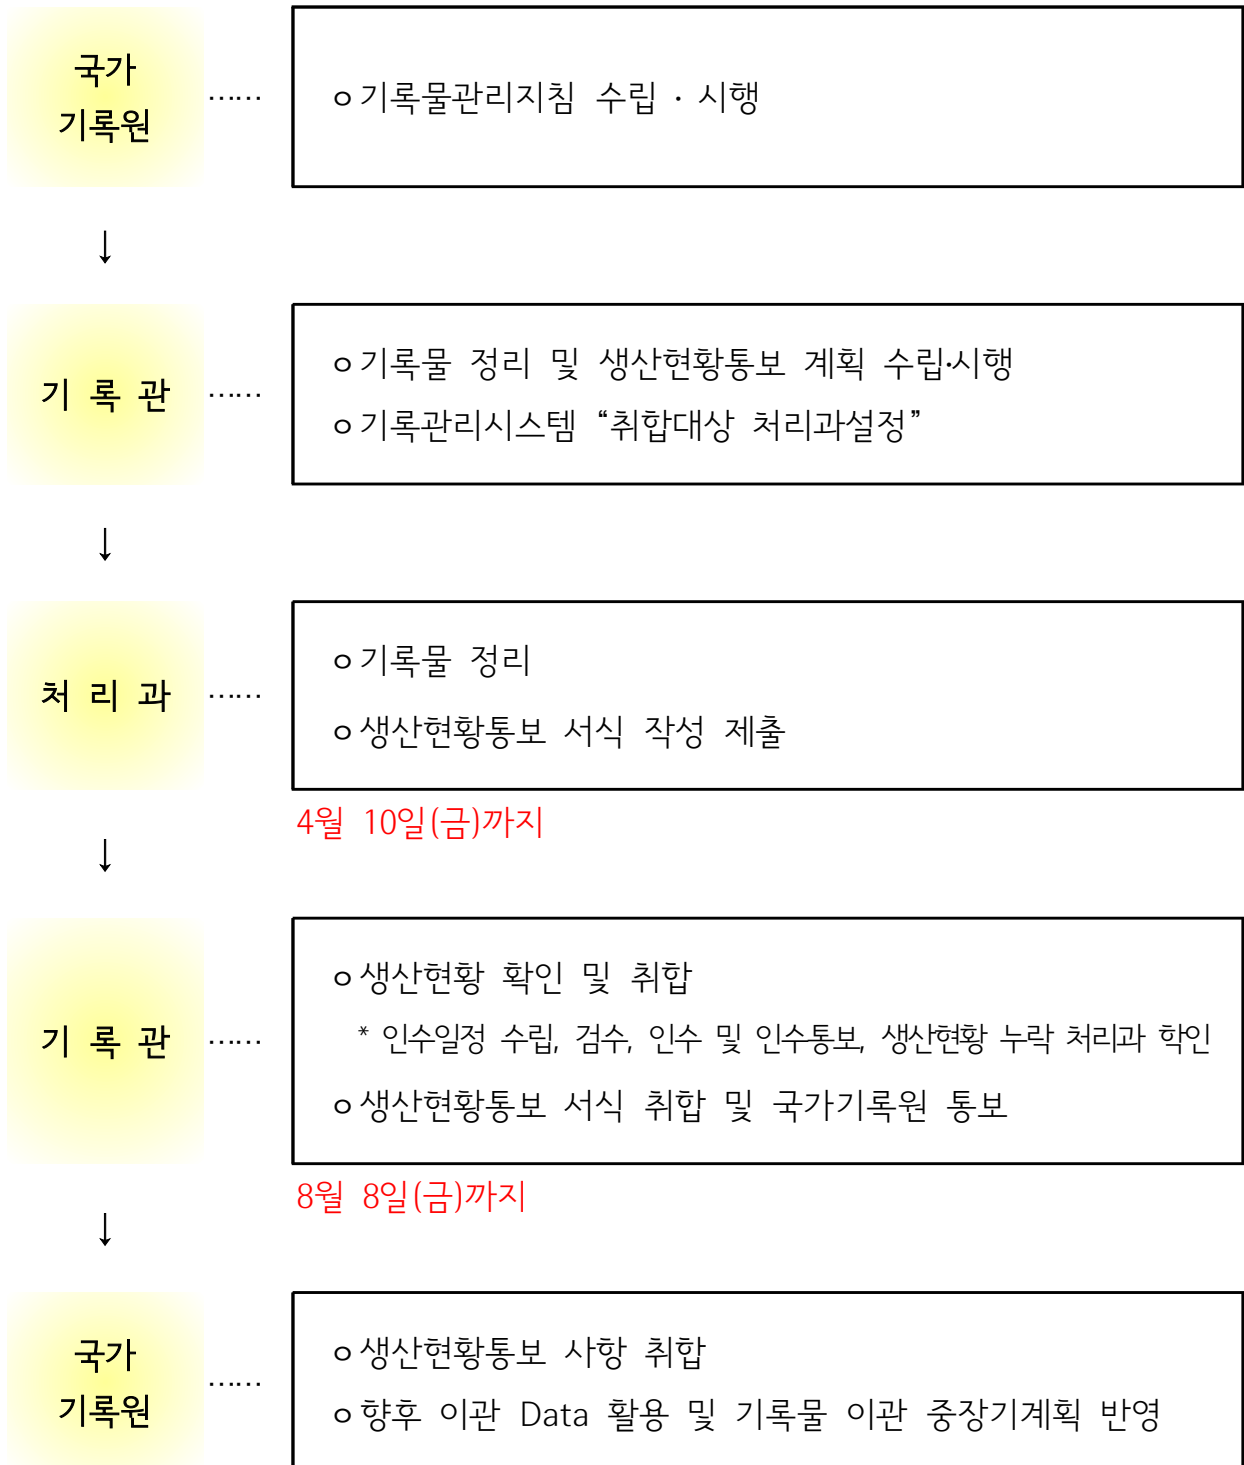 국가
기록원
……
ㅇ기록물관리지침 수립 · 시행
↓
기 록 관
……
ㅇ기록물 정리 및 생산현황통보 계획 수립·시행
ㅇ기록관리시스템 “취합대상 처리과설정”
↓
처 리 과
……
ㅇ기록물 정리
ㅇ생산현황통보 서식 작성 제출
4월 10일(금)까지
↓
기 록 관
……
ㅇ생산현황 확인 및 취합
* 인수일정 수립, 검수, 인수 및 인수통보, 생산현황 누락 처리과 학인
ㅇ생산현황통보 서식 취합 및 국가기록원 통보
8월 8일(금)까지
↓
국가
기록원
……
ㅇ생산현황통보 사항 취합
ㅇ향후 이관 Data 활용 및 기록물 이관 중장기계획 반영